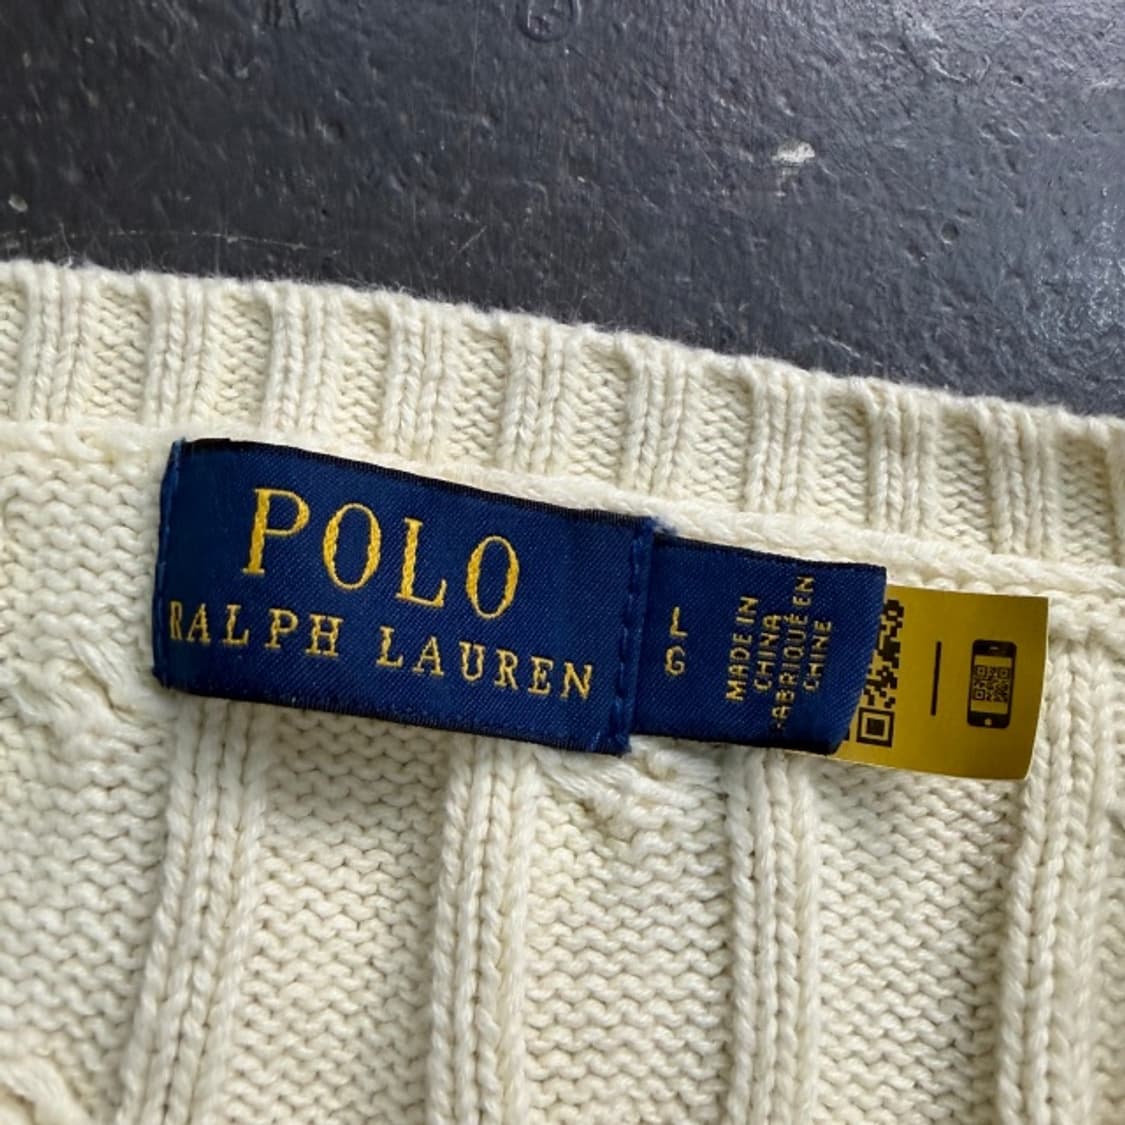 POLO
RALPH LAUREN
L
G
MADE IN
CHINA
FABRIQUÉ EN
CHINE